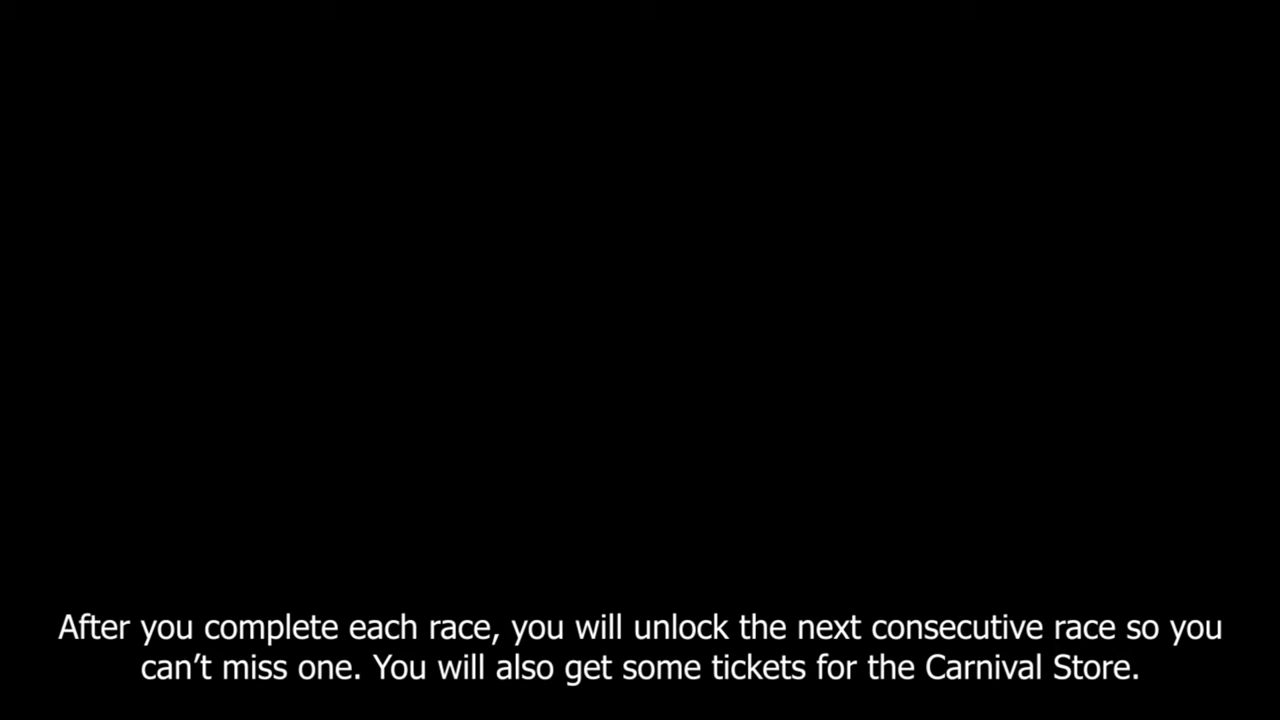 After you complete each race, you will unlock the next consecutive race so you
can’t miss one. You will also get some tickets for the Carnival Store.